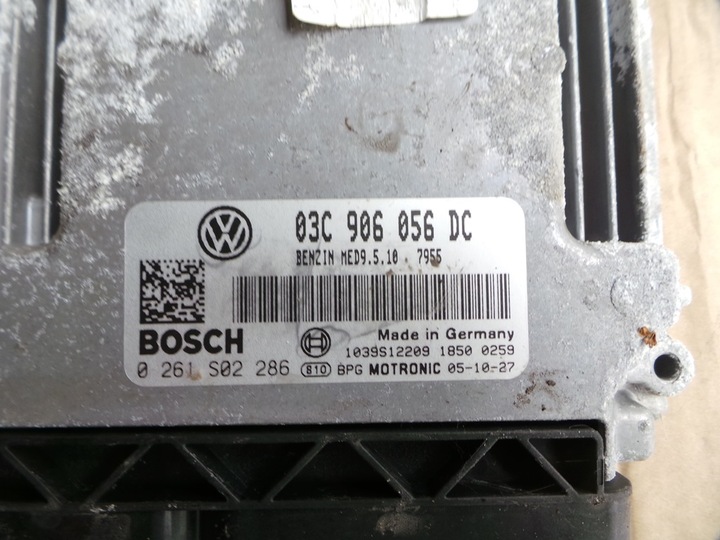 03C 906 056 DC
BENZIN MED9.5.10 7955
BOSCH
Made in Germany
1039S12209 1850 0259
0 261 S02 286 S10 BPG MOTRONIC 05-10-27